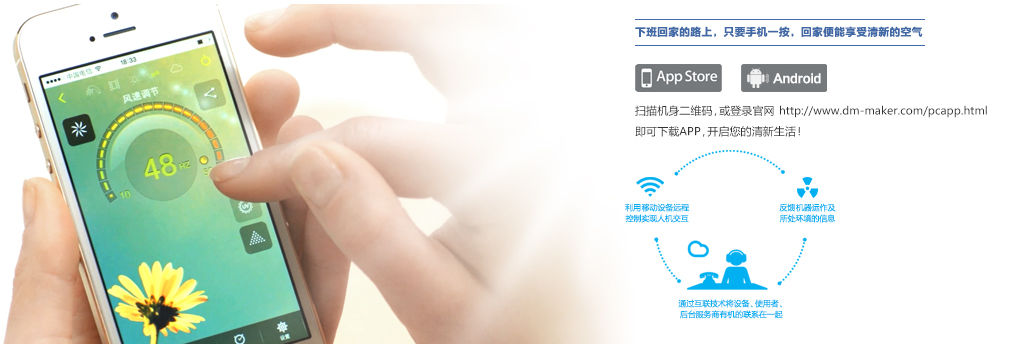 中国电信
18:33
风速调节
48HZ
10
设置
下班回家的路上，只要手机一按，回家便能享受清新的空气
App Store
Android
扫描机身二维码，或登录官网 http://www.dm-maker.com/pcapp.html
即可下载APP，开启您的清新生活！
利用移动设备远程
控制实现人机交互
反馈机器运作及
所处环境的信息
通过互联技术将设备、使用者、
后台服务商有机的联系在一起